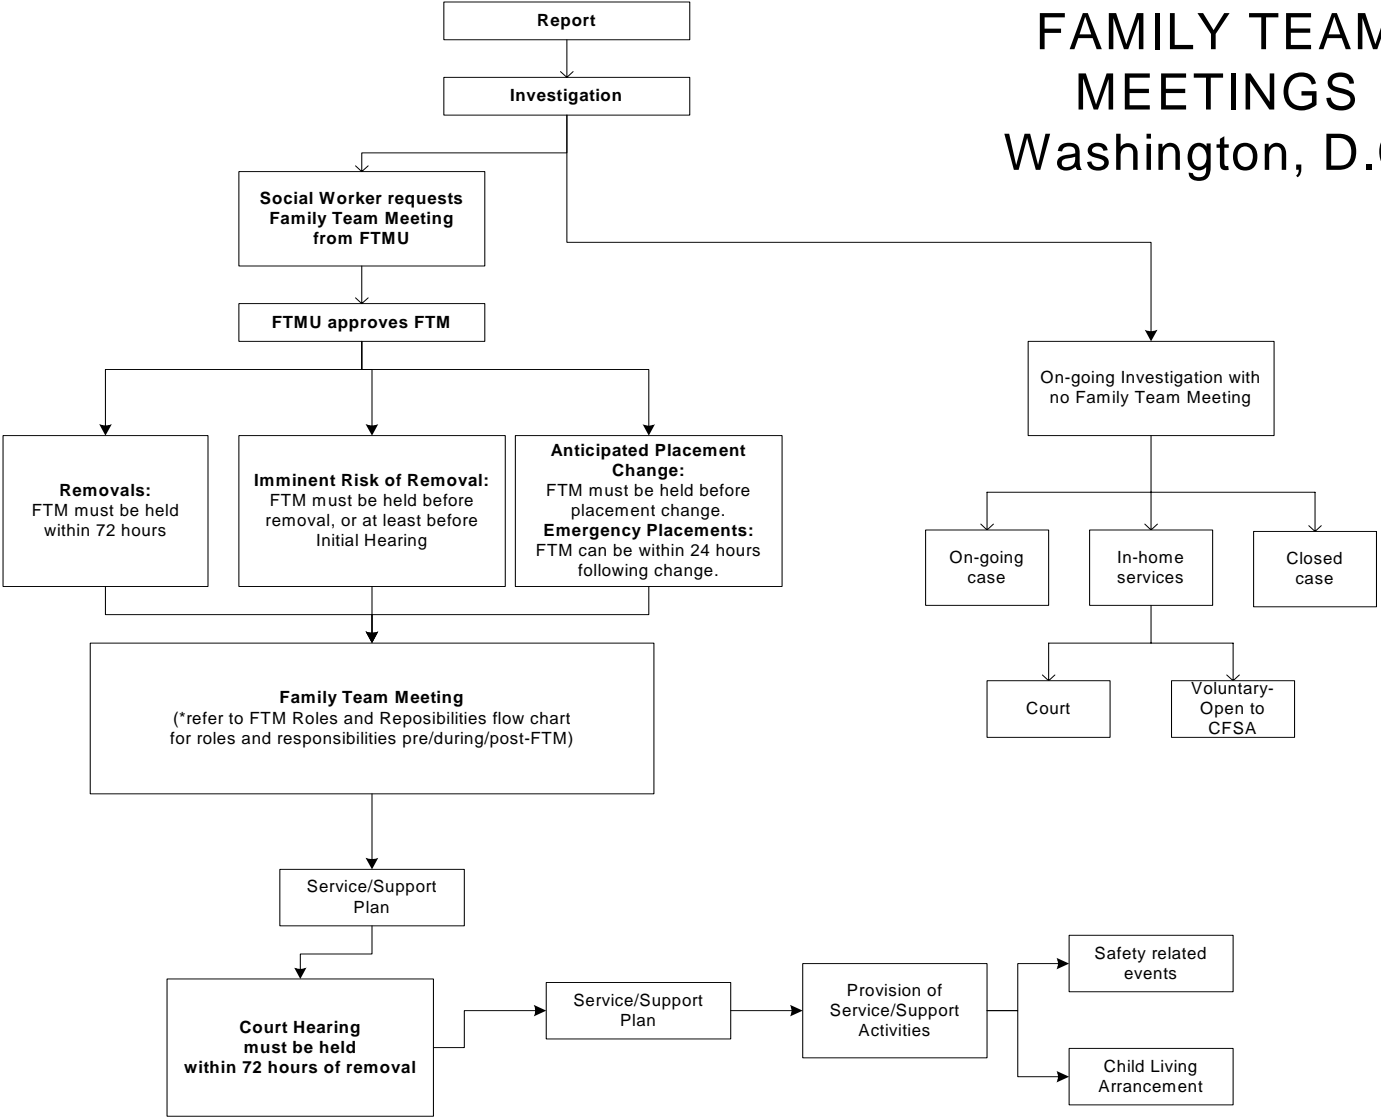 Report
FAMILY TEAM
MEETINGS
Washington, D.C
Investigation
Social Worker requests
Family Team Meeting
from FTMU
FTMU approves FTM
On-going Investigation with
no Family Team Meeting
Removals:
FTM must be held
within 72 hours
Imminent Risk of Removal:
FTM must be held before
removal, or at least before
Initial Hearing
Anticipated Placement
Change:
FTM must be held before
placement change.
Emergency Placements:
FTM can be within 24 hours
following change.
On-going
case
In-home
services
Closed
case
Court
Voluntary-
Open to
CFSA
Family Team Meeting
(*refer to FTM Roles and Reposibilities flow chart
for roles and responsibilities pre/during/post-FTM)
Service/Support
Plan
Court Hearing
must be held
within 72 hours of removal
Service/Support
Plan
Provision of
Service/Support
Activities
Safety related
events
Child Living
Arrancement